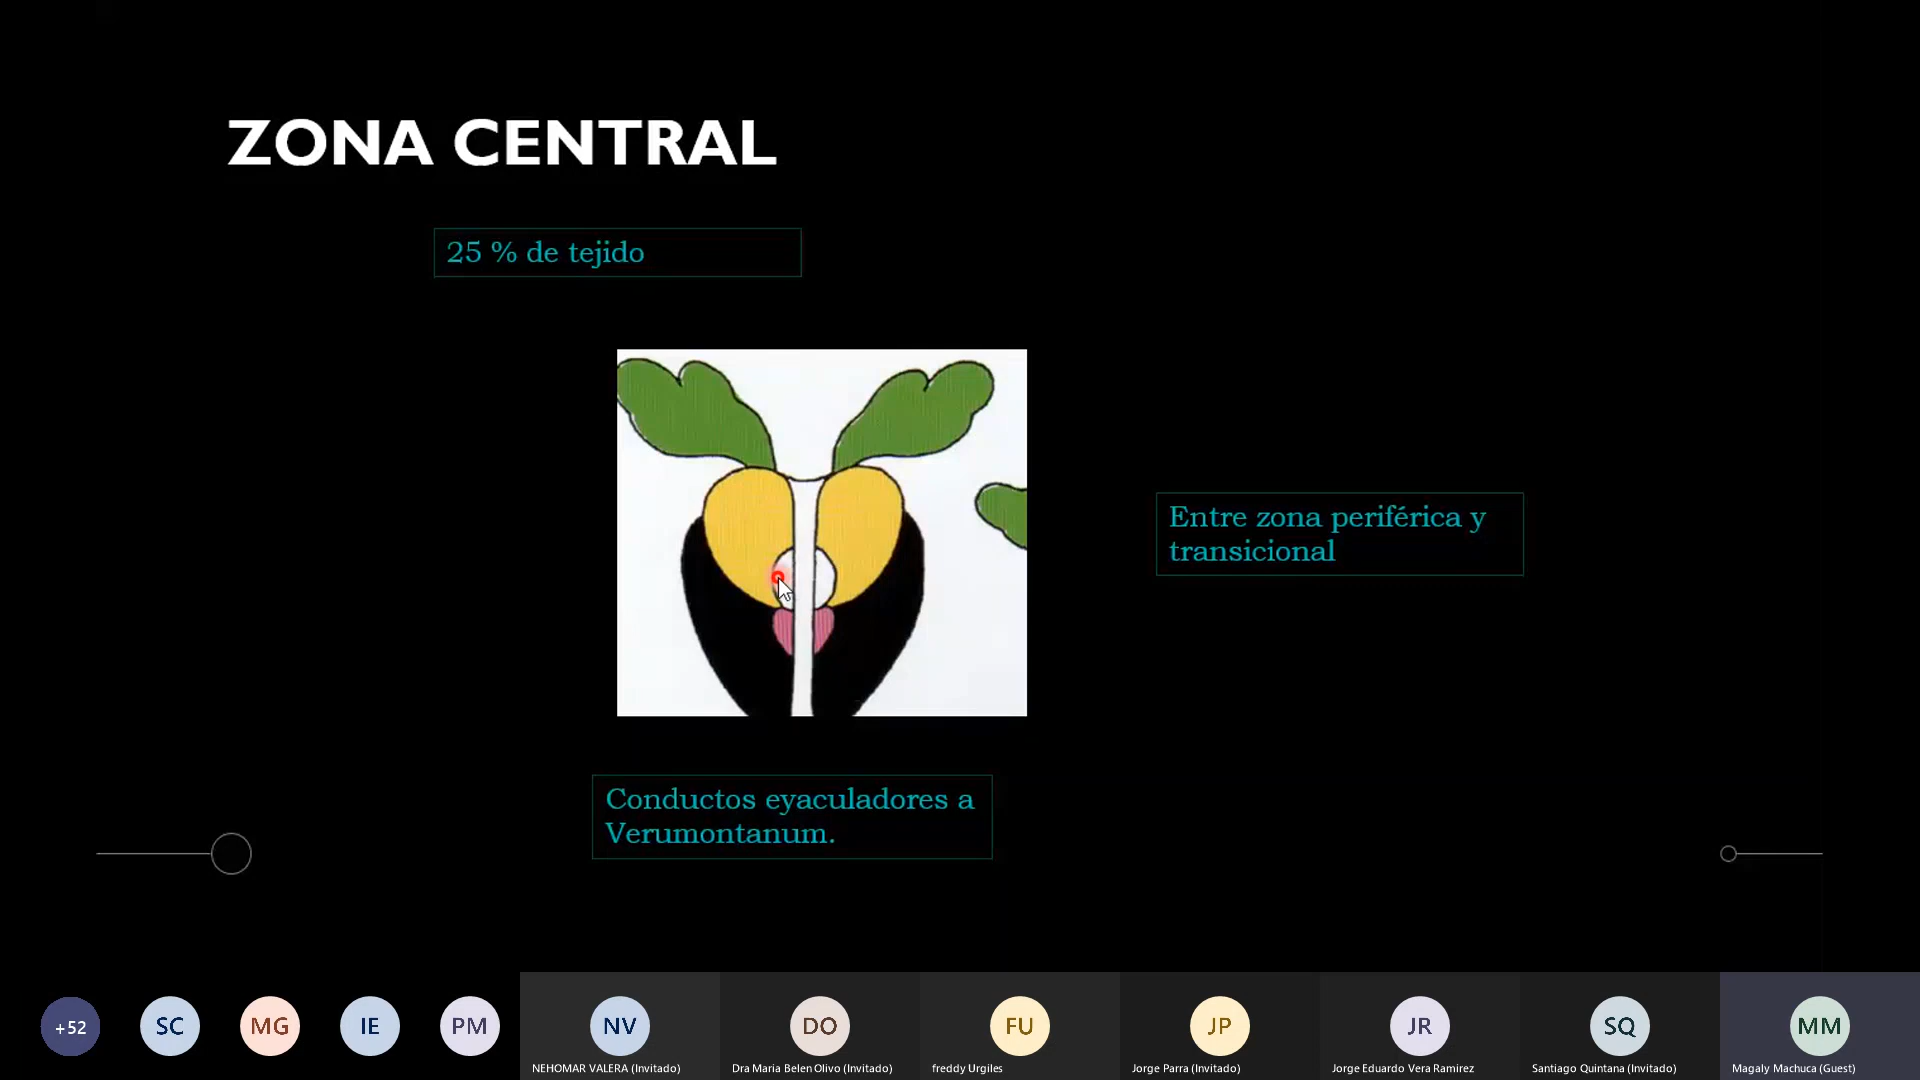 ZONA CENTRAL
25 % de tejido
Entre zona periférica y
transicional
Conductos eyaculadores a
Verumontanum.
+52
SC
MG
IE
PM
NV
DO
FU
JP
JR
SQ
MM
NEHOMAR VALERA (Invitado)
Dra Maria Belen Olivo (Invitado)
freddy Urgiles
Jorge Parra (Invitado)
Jorge Eduardo Vera Ramirez
Santiago Quintana (Invitado)
Magaly Machuca (Guest)